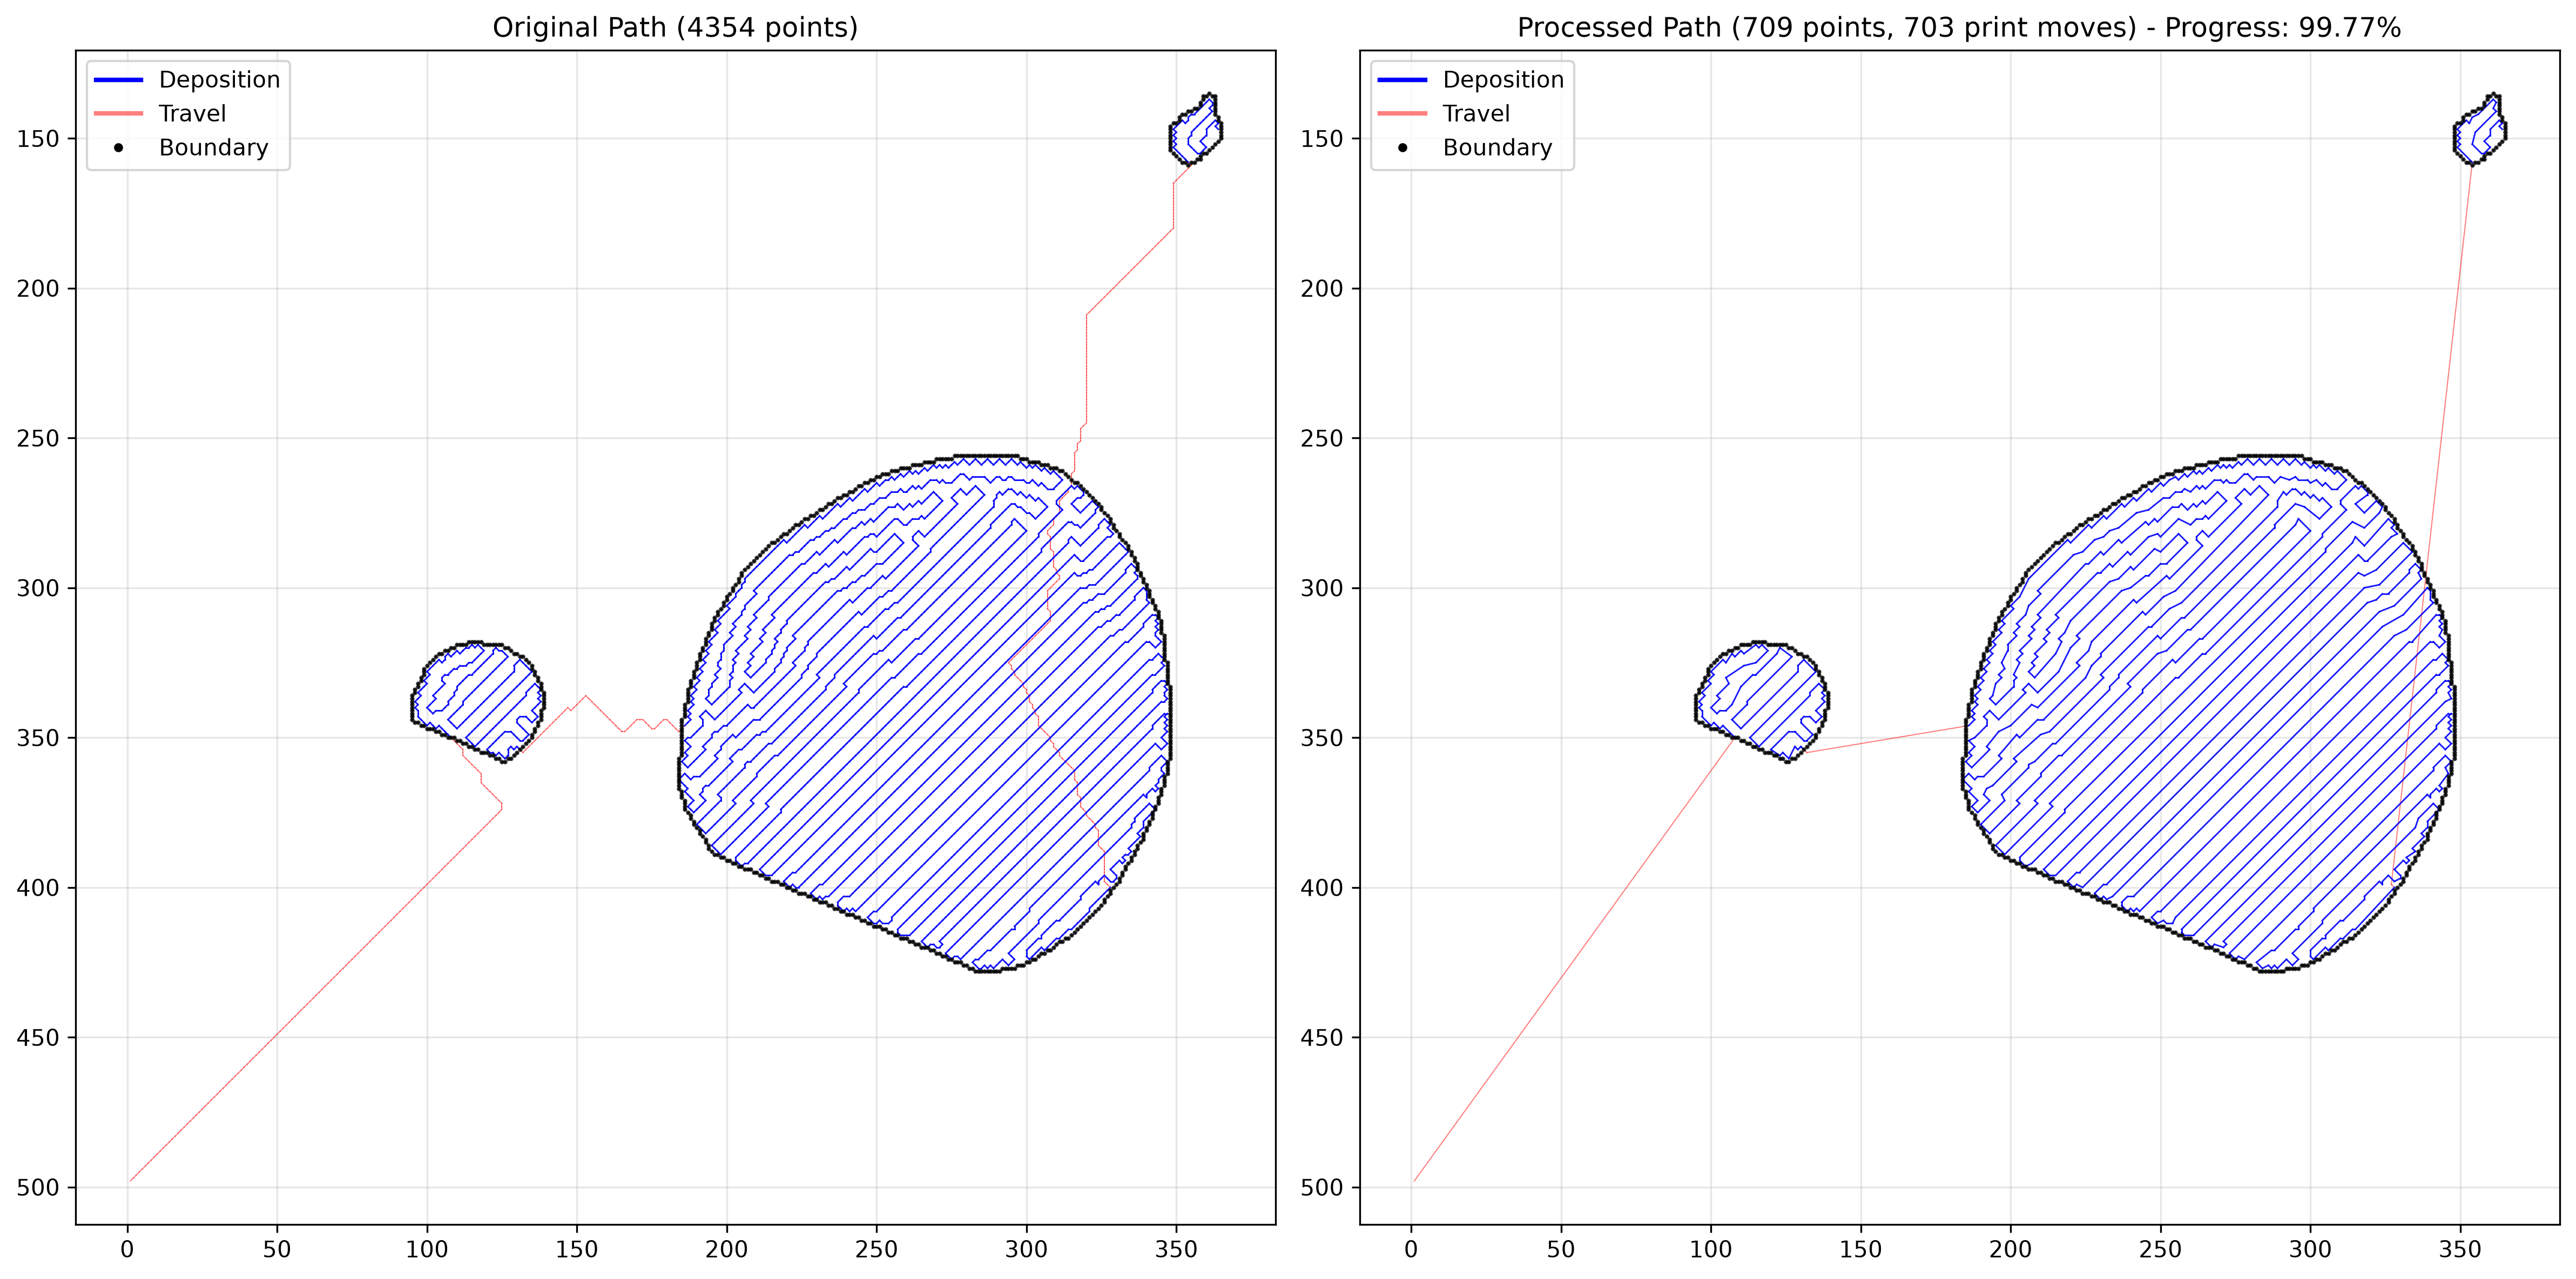 Original Path (4354 points)
Deposition
Travel
Boundary
150
200
250
300
350
400
450
500
0 50 100 150 200 250 300 350
Processed Path (709 points, 703 print moves) - Progress: 99.77%
Deposition
Travel
Boundary
150
200
250
300
350
400
450
500
0 50 100 150 200 250 300 350